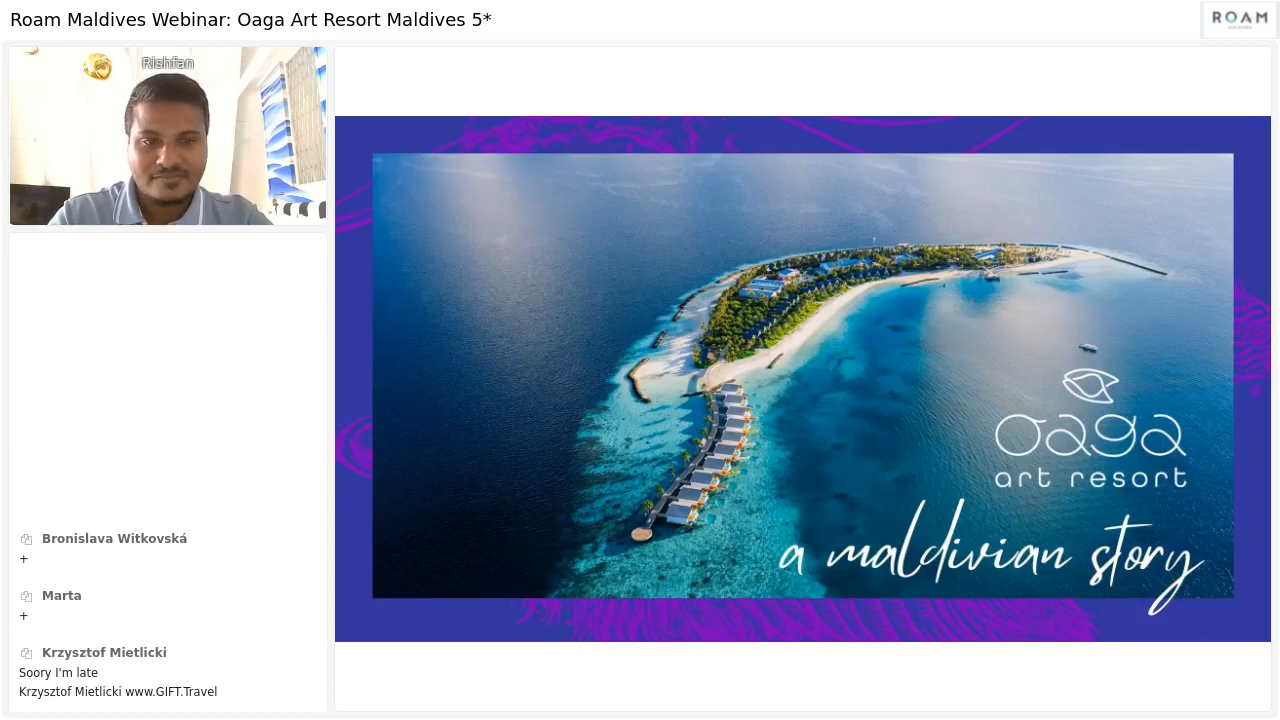 Roam Maldives Webinar: Oaga Art Resort Maldives 5*
ROAM
Rishfan
oaga
art resort
a maldivian story
Bronislava Witkovská
+
Marta
+
Krzysztof Mietlicki
Soory I'm late
Krzysztof Mietlicki www.GIFT.Travel